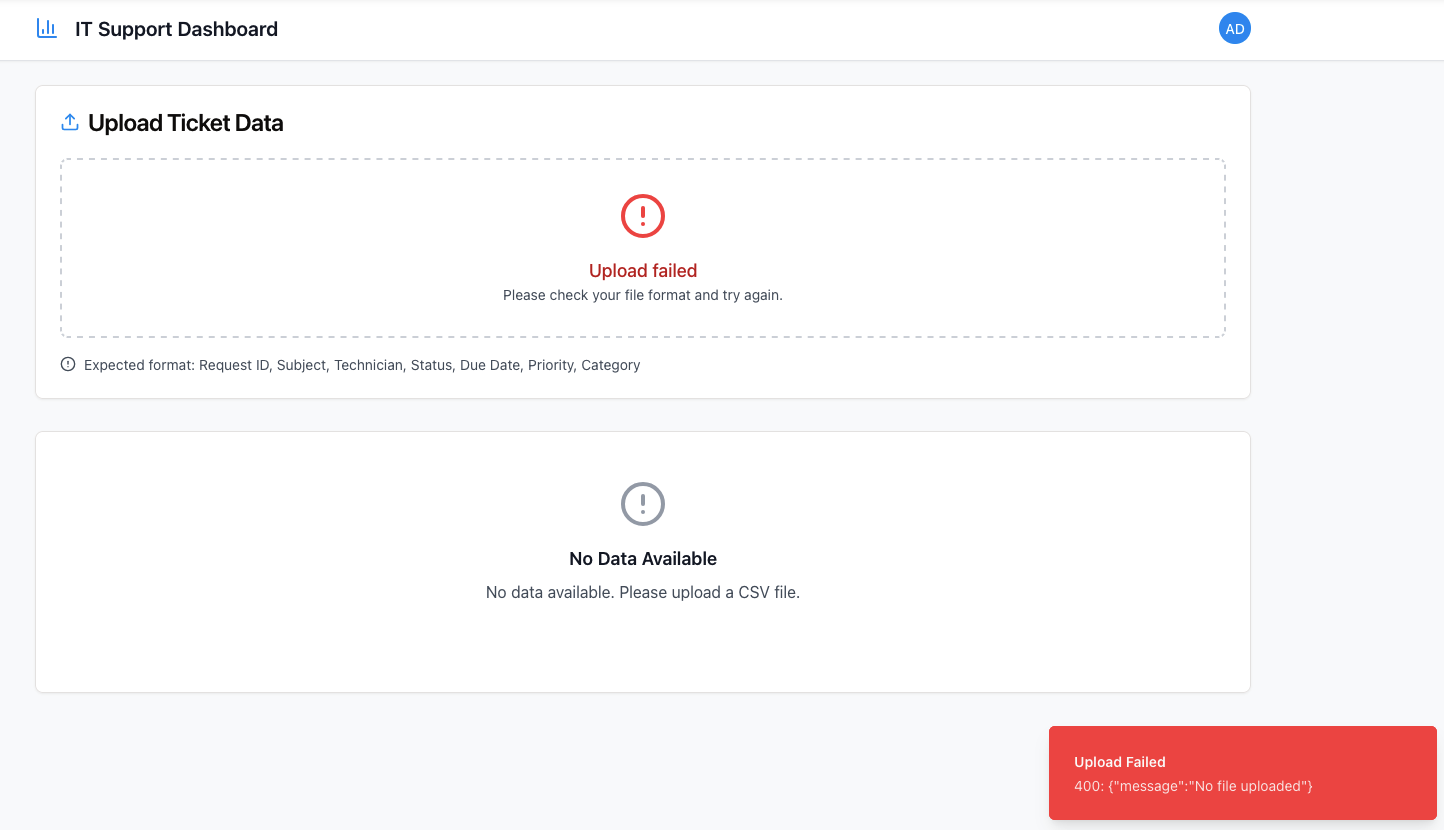 IT Support Dashboard
AD
Upload Ticket Data
Upload failed
Please check your file format and try again.
Expected format: Request ID, Subject, Technician, Status, Due Date, Priority, Category
No Data Available
No data available. Please upload a CSV file.
Upload Failed
400: {"message":"No file uploaded"}